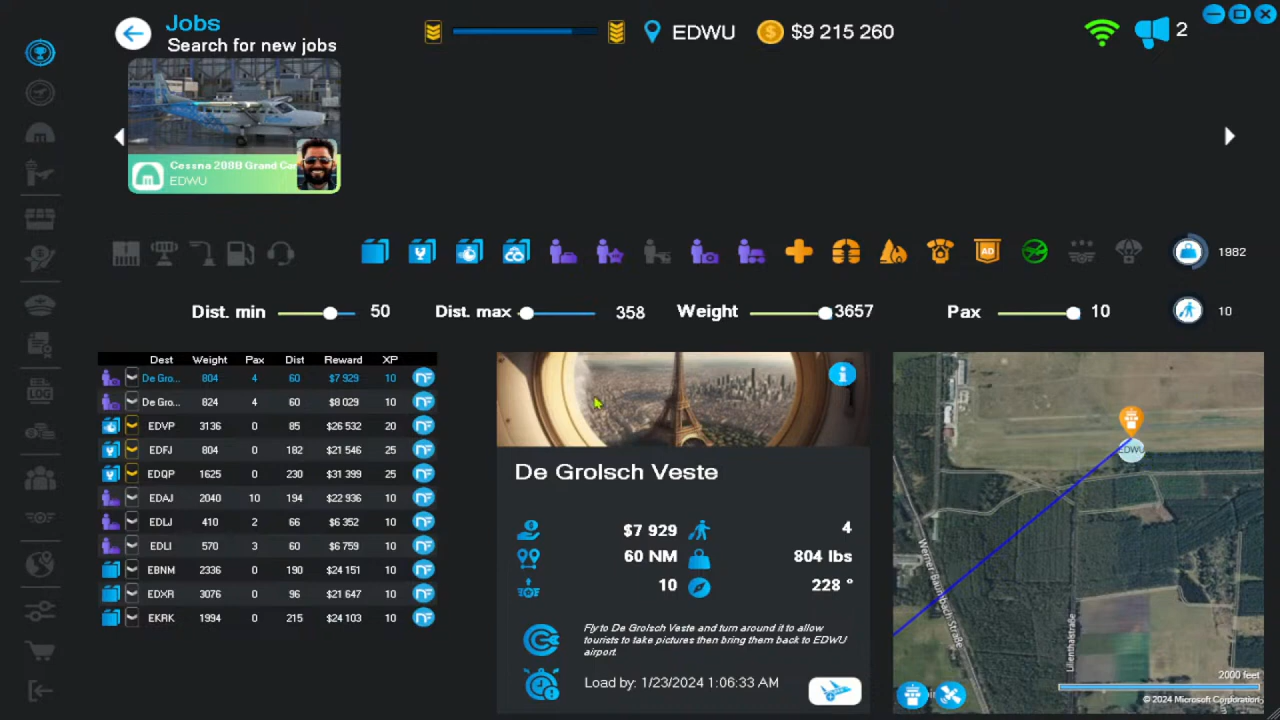 Jobs
Search for new jobs
EDWU
$9 215 260
2
Cessna 208B Grand Car
EDWU
AD
1982
Dist. min 50 Dist. max 358 Weight 3657 Pax 10
10
Dest Weight Pax Dist Reward XP
De Gro... 804 4 60 $7 929 10
De Gro... 824 4 60 $8 029 10
EDVP 3136 0 85 $26 532 20
EDFJ 804 0 182 $21 546 25
EDQP 1625 0 230 $31 399 25
EDAJ 2040 10 194 $22 936 10
EDLJ 410 2 66 $6 352 10
EDLI 570 3 60 $6 759 10
EBNM 2336 0 190 $24 151 10
EDXR 3076 0 96 $21 647 10
EKRK 1994 0 215 $24 103 10
De Grolsch Veste
$7 929 4
60 NM 804 lbs
10 228 °
Fly to De Grolsch Veste and turn around it to allow
tourists to take pictures then bring them back to EDWU
airport.
Load by: 1/23/2024 1:06:33 AM
EDWU
Werner-Baumbach-Straße
Lilienthalstraße
2000 feet
© 2024 Microsoft Corporation
LOG